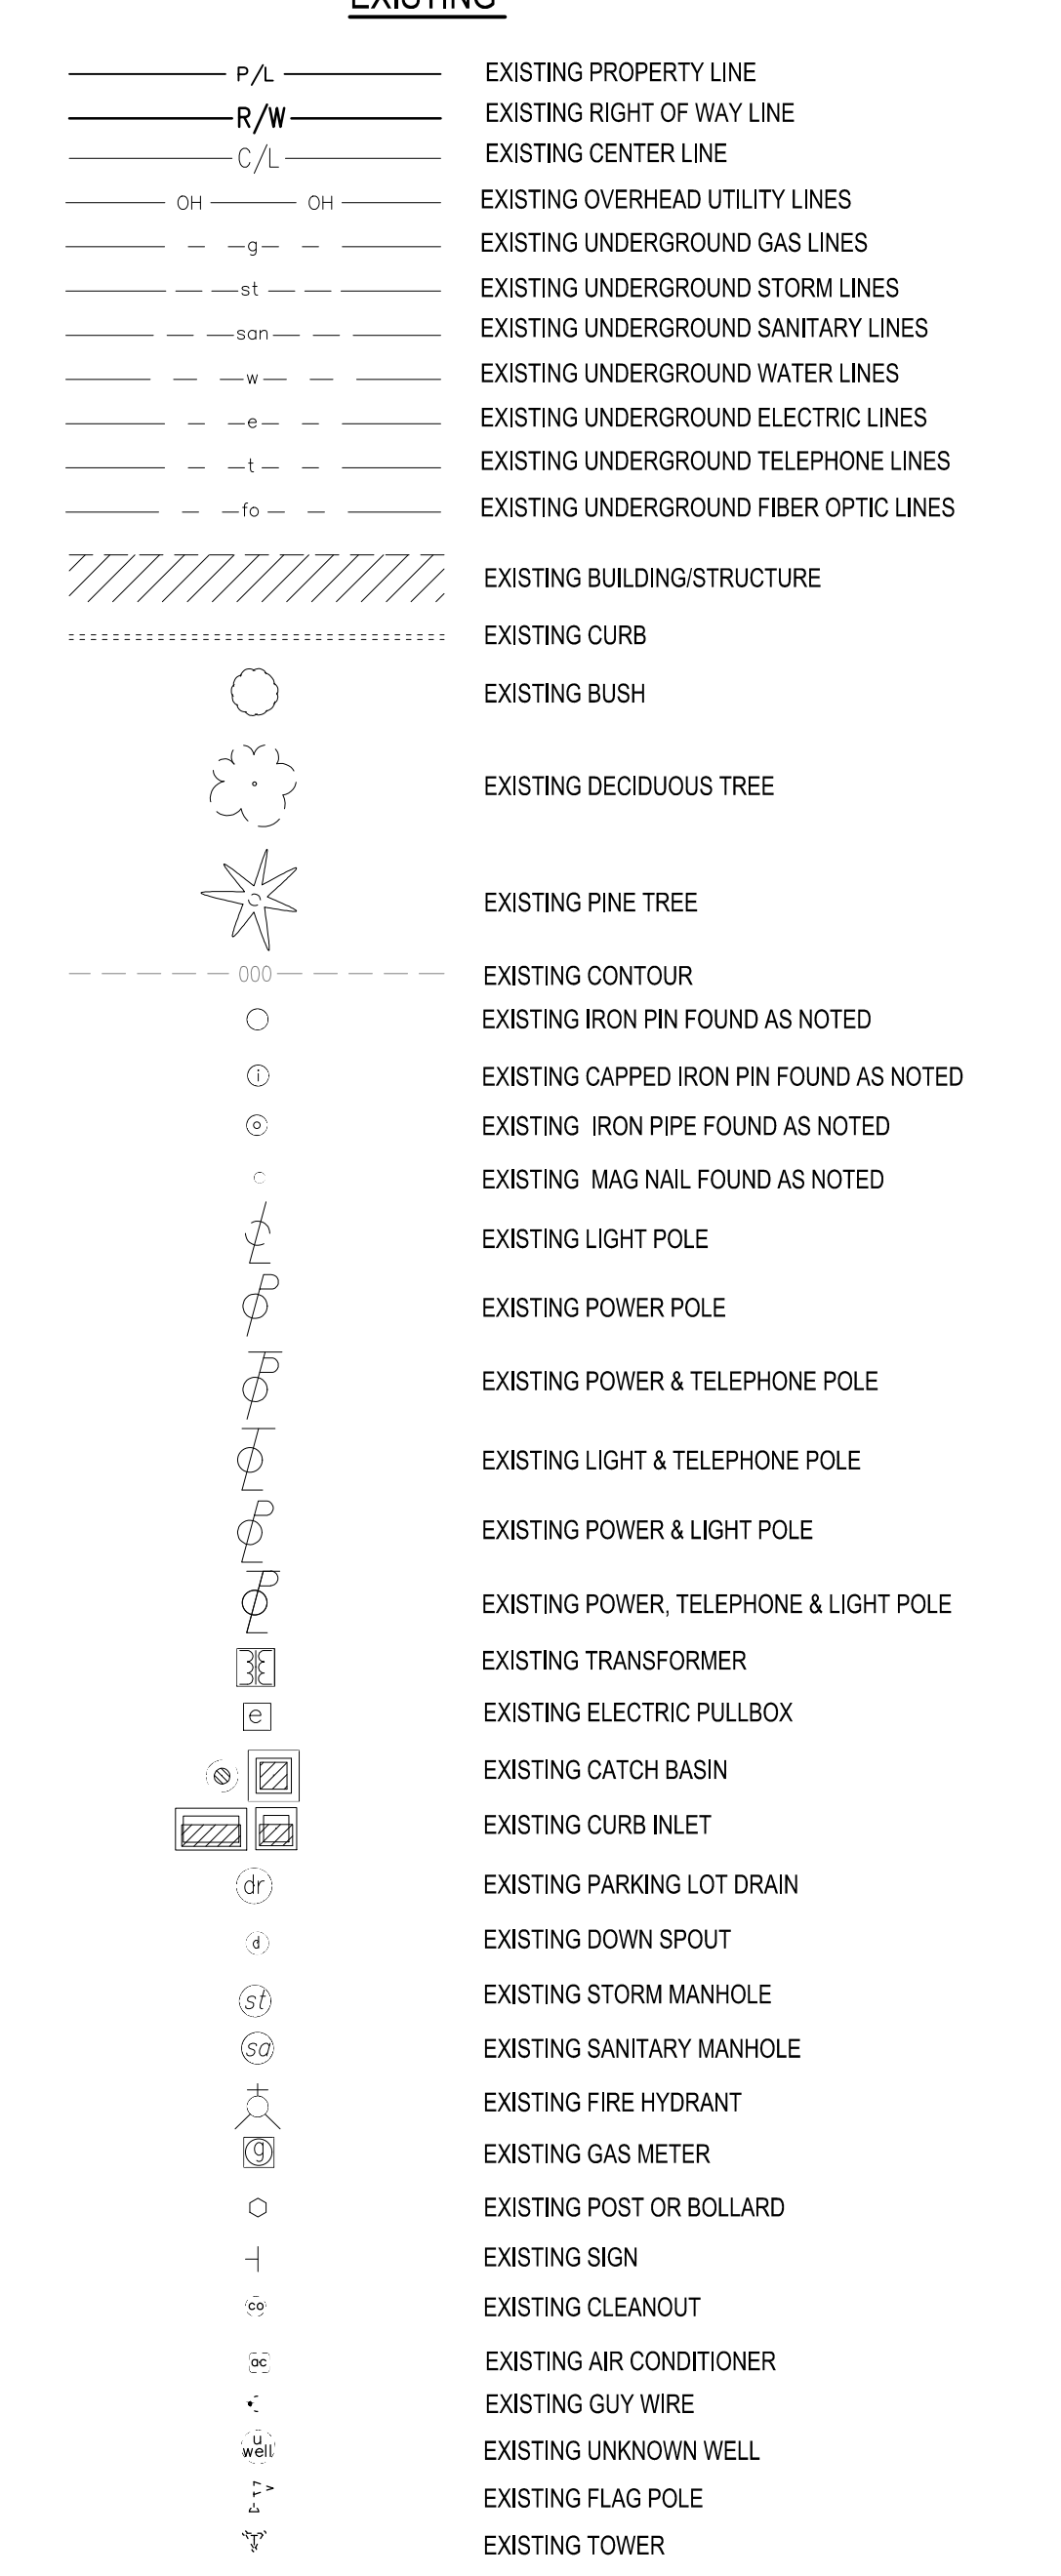 EXISTING
P/L EXISTING PROPERTY LINE
R/W EXISTING RIGHT OF WAY LINE
C/L EXISTING CENTER LINE
OH OH EXISTING OVERHEAD UTILITY LINES
g EXISTING UNDERGROUND GAS LINES
st EXISTING UNDERGROUND STORM LINES
san EXISTING UNDERGROUND SANITARY LINES
w EXISTING UNDERGROUND WATER LINES
e EXISTING UNDERGROUND ELECTRIC LINES
t EXISTING UNDERGROUND TELEPHONE LINES
fo EXISTING UNDERGROUND FIBER OPTIC LINES
EXISTING BUILDING/STRUCTURE
EXISTING CURB
EXISTING BUSH
EXISTING DECIDUOUS TREE
EXISTING PINE TREE
000 EXISTING CONTOUR
EXISTING IRON PIN FOUND AS NOTED
i EXISTING CAPPED IRON PIN FOUND AS NOTED
EXISTING IRON PIPE FOUND AS NOTED
EXISTING MAG NAIL FOUND AS NOTED
EXISTING LIGHT POLE
EXISTING POWER POLE
EXISTING POWER & TELEPHONE POLE
EXISTING LIGHT & TELEPHONE POLE
EXISTING POWER & LIGHT POLE
EXISTING POWER, TELEPHONE & LIGHT POLE
EXISTING TRANSFORMER
e EXISTING ELECTRIC PULLBOX
EXISTING CATCH BASIN
EXISTING CURB INLET
dr EXISTING PARKING LOT DRAIN
d EXISTING DOWN SPOUT
st EXISTING STORM MANHOLE
sa EXISTING SANITARY MANHOLE
EXISTING FIRE HYDRANT
g EXISTING GAS METER
EXISTING POST OR BOLLARD
EXISTING SIGN
co EXISTING CLEANOUT
ac EXISTING AIR CONDITIONER
EXISTING GUY WIRE
u
well EXISTING UNKNOWN WELL
EXISTING FLAG POLE
T EXISTING TOWER